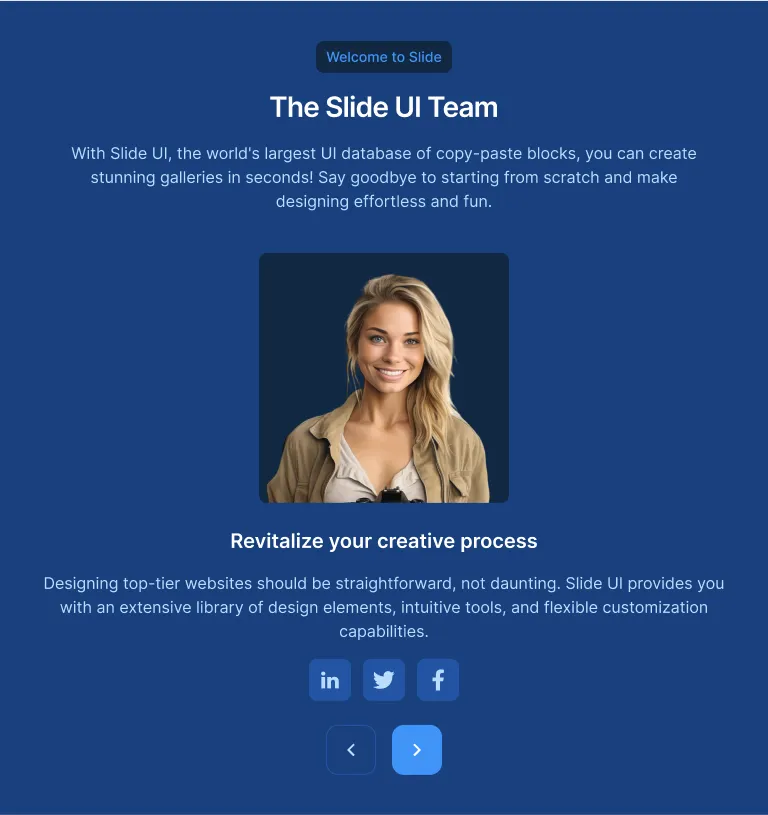 Welcome to Slide
The Slide UI Team
With Slide UI, the world's largest UI database of copy-paste blocks, you can create
stunning galleries in seconds! Say goodbye to starting from scratch and make
designing effortless and fun.
Revitalize your creative process
Designing top-tier websites should be straightforward, not daunting. Slide UI provides you
with an extensive library of design elements, intuitive tools, and flexible customization
capabilities.
in